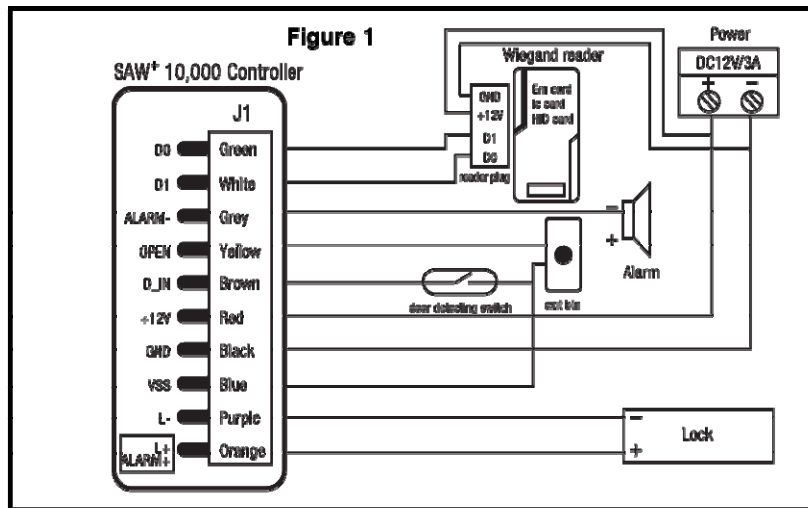 Figure 1
SAW+ 10,000 Controller
J1
D0 Green
D1 White
ALARM- Grey
OPEN Yellow
D_IN Brown
+12V Red
GND Black
VSS Blue
L- Purple
L+
ALARM+
Orange
Wiegand reader
GND
+12V
D1
D0
reader plug
Em card
Ic card
HID card
Power
DC12V/3A
+ -
-
+
Alarm
door detecting switch
exit btn
-
+
Lock